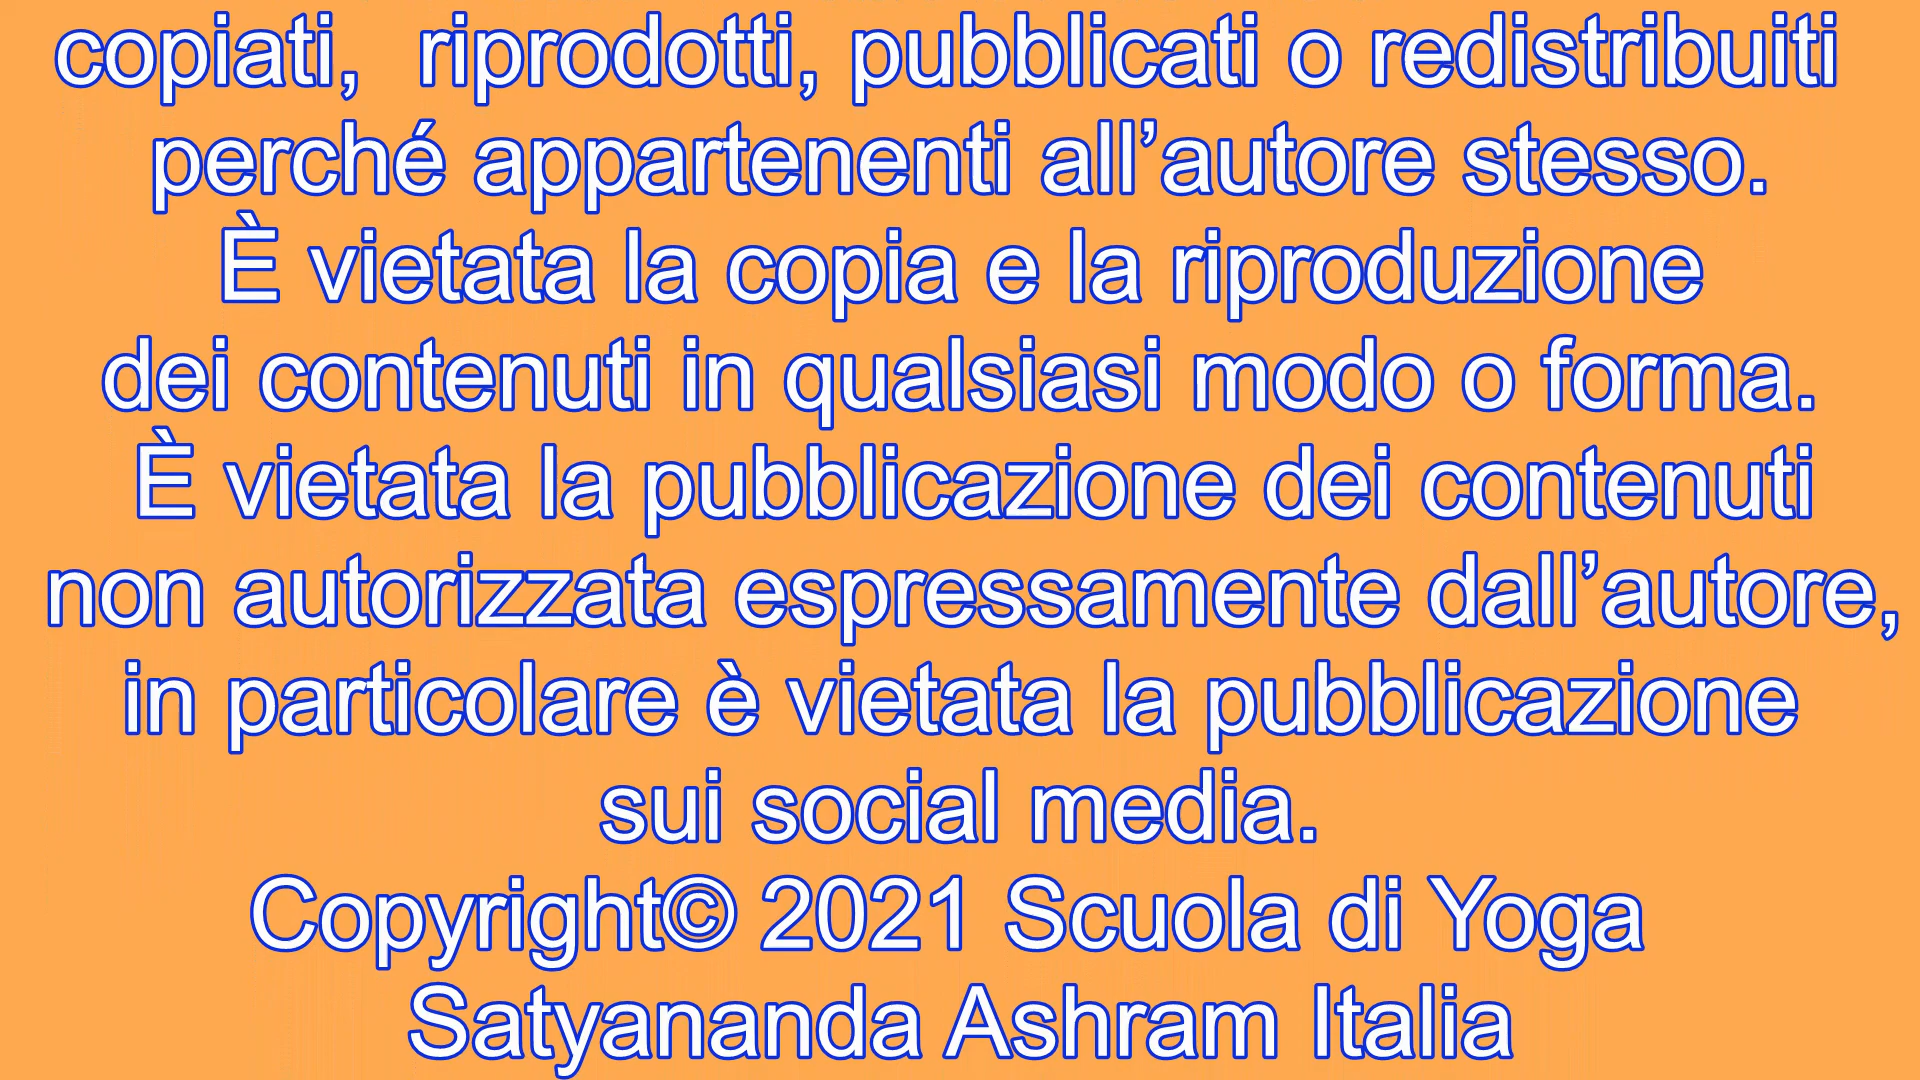 copiati, riprodotti, pubblicati o redistribuiti
perché appartenenti all’autore stesso.
È vietata la copia e la riproduzione
dei contenuti in qualsiasi modo o forma.
È vietata la pubblicazione dei contenuti
non autorizzata espressamente dall’autore,
in particolare è vietata la pubblicazione
sui social media.
Copyright© 2021 Scuola di Yoga
Satyananda Ashram Italia